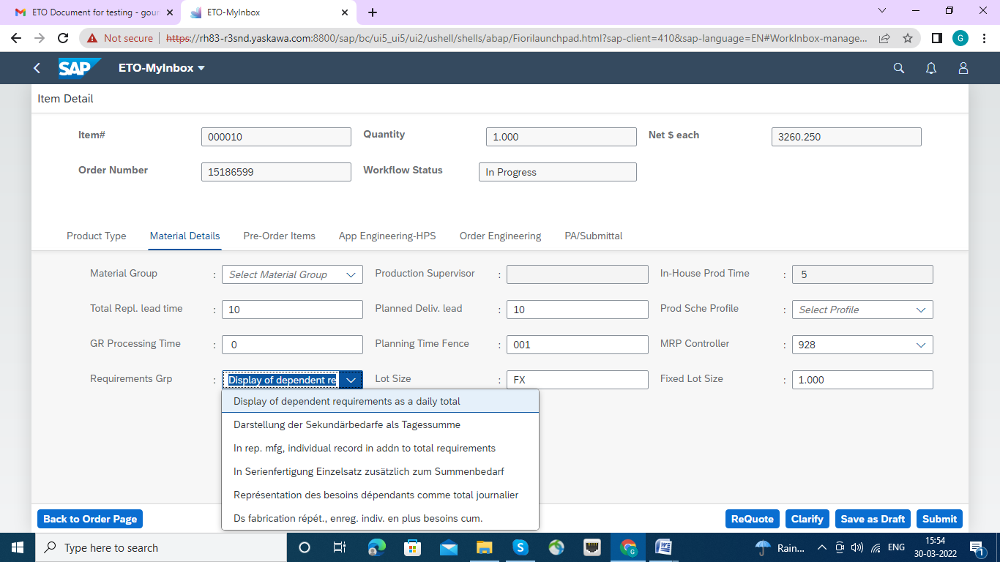 ETO Document for testing - gour
ETO-MyInbox
Not secure
https://rh83-r3snd.yaskawa.com:8800/sap/bc/ui5_ui5/ui2/ushell/shells/abap/Fiorilaunchpad.html?sap-client=410&sap-language=EN#WorkInbox-manage...
G
SAP ETO-MyInbox
Item Detail
Item# 000010 Quantity 1.000 Net $ each 3260.250
Order Number 15186599 Workflow Status In Progress
Product Type Material Details Pre-Order Items App Engineering-HPS Order Engineering PA/Submittal
Material Group : Select Material Group Production Supervisor : In-House Prod Time : 5
Total Repl. lead time : 10 Planned Deliv. lead : 10 Prod Sche Profile : Select Profile
GR Processing Time : 0 Planning Time Fence : 001 MRP Controller : 928
Requirements Grp : Display of dependent re Lot Size : FX Fixed Lot Size : 1.000
Display of dependent requirements as a daily total
Darstellung der Sekundärbedarfe als Tagessumme
In rep. mfg, individual record in addn to total requirements
In Serienfertigung Einzelsatz zusätzlich zum Summenbedarf
Représentation des besoins dépendants comme total journalier
Ds fabrication répét., enreg. indiv. en plus besoins cum.
Back to Order Page ReQuote Clarify Save as Draft Submit
Type here to search
Rain...
ENG
15:54
30-03-2022
1